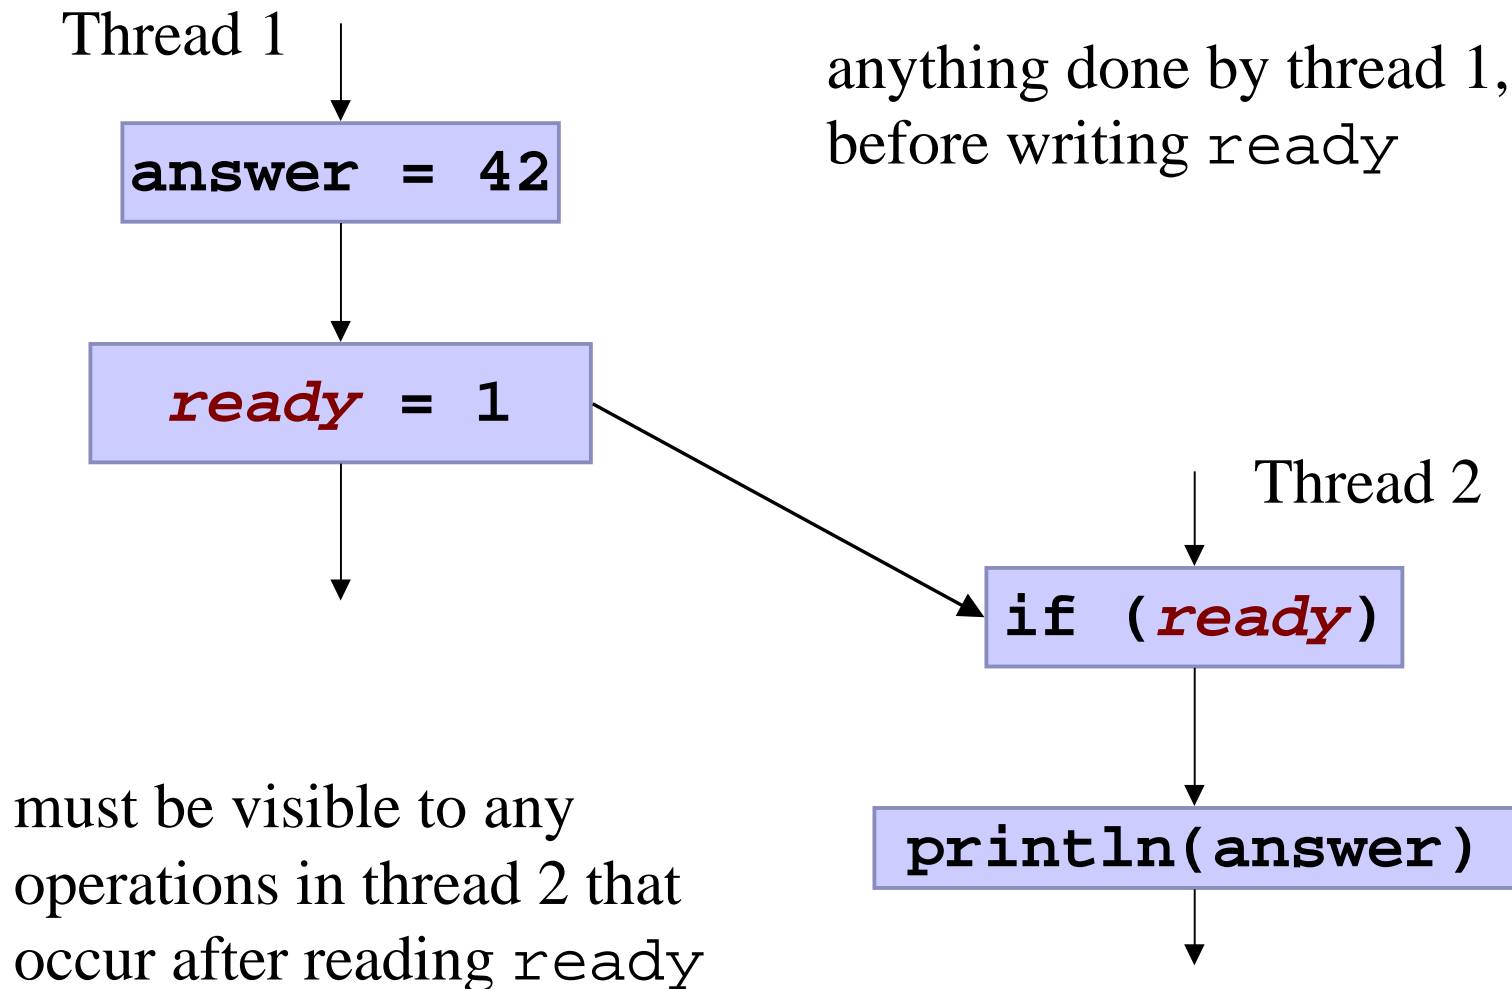 Thread 1
anything done by thread 1,
before writing ready
answer = 42
ready = 1
Thread 2
if (ready)
println(answer)
must be visible to any
operations in thread 2 that
occur after reading ready